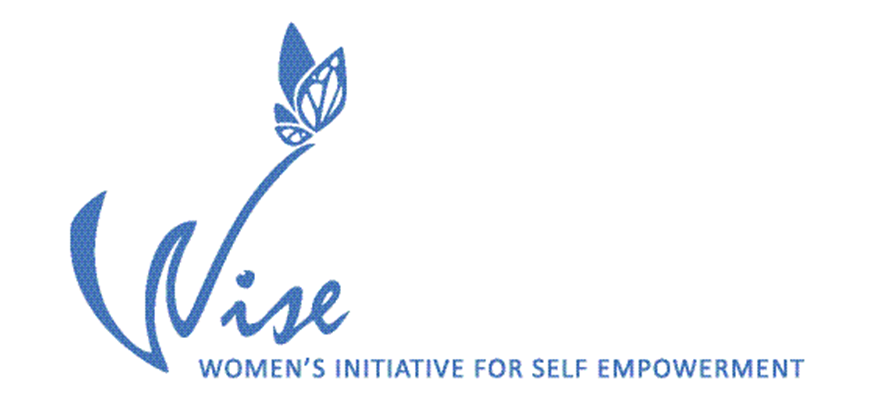 Wise
WOMEN'S INITIATIVE FOR SELF EMPOWERMENT